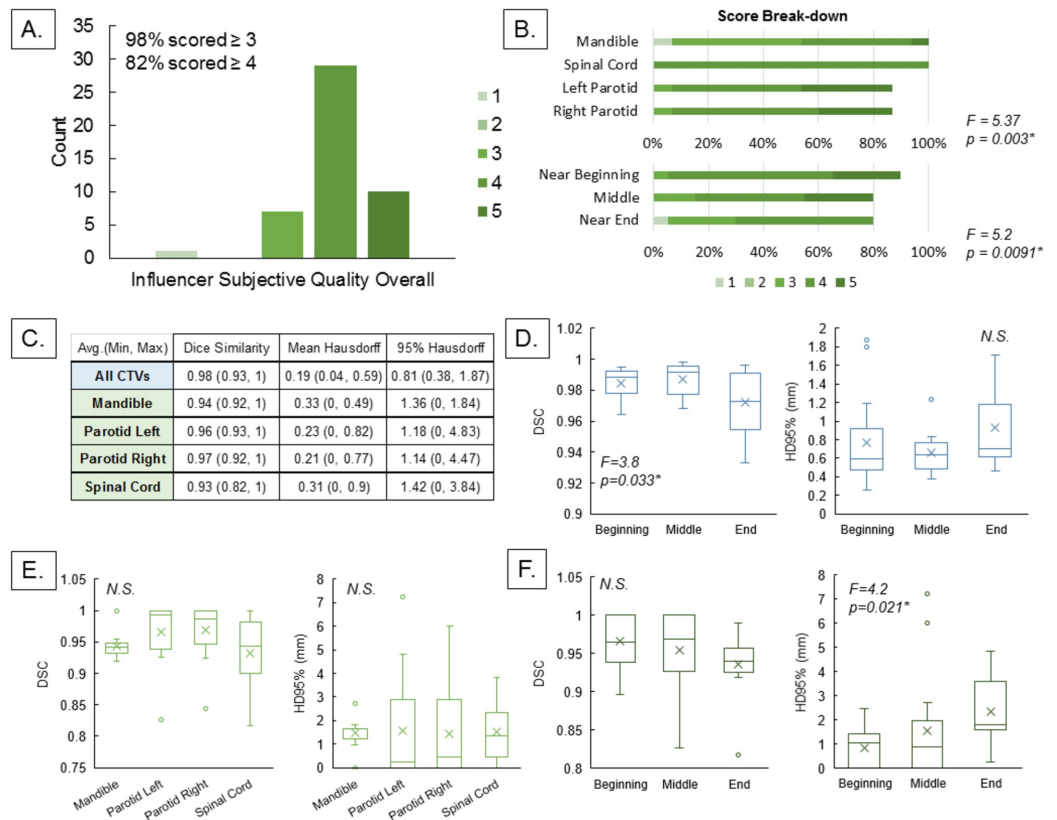 A.
98% scored ≥ 3
82% scored ≥ 4
Count
35
30
25
20
15
10
5
0
Influencer Subjective Quality Overall
1
2
3
4
5
B.
Score Break-down
Mandible
Spinal Cord
Left Parotid
Right Parotid
0% 20% 40% 60% 80% 100%
F = 5.37
p = 0.003*
Near Beginning
Middle
Near End
0% 20% 40% 60% 80% 100%
F = 5.2
p = 0.0091*
1 2 3 4 5
C.
Avg.(Min, Max) Dice Similarity Mean Hausdorff 95% Hausdorff
All CTVs 0.98 (0.93, 1) 0.19 (0.04, 0.59) 0.81 (0.38, 1.87)
Mandible 0.94 (0.92, 1) 0.33 (0, 0.49) 1.36 (0, 1.84)
Parotid Left 0.96 (0.93, 1) 0.23 (0, 0.82) 1.18 (0, 4.83)
Parotid Right 0.97 (0.92, 1) 0.21 (0, 0.77) 1.14 (0, 4.47)
Spinal Cord 0.93 (0.82, 1) 0.31 (0, 0.9) 1.42 (0, 3.84)
D.
DSC
1.02
1
0.98
0.96
0.94
0.92
0.9
F=3.8
p=0.033*
Beginning Middle End
HD95% (mm)
2
1.8
1.6
1.4
1.2
1
0.8
0.6
0.4
0.2
0
N.S.
Beginning Middle End
E.
DSC
1.05
1
0.95
0.9
0.85
0.8
0.75
N.S.
Mandible Parotid Left Parotid Right Spinal Cord
HD95% (mm)
8
7
6
5
4
3
2
1
0
N.S.
Mandible Parotid Left Parotid Right Spinal Cord
F.
DSC
1.05
1
0.95
0.9
0.85
0.8
N.S.
Beginning Middle End
HD95% (mm)
8
7
6
5
4
3
2
1
0
F=4.2
p=0.021*
Beginning Middle End